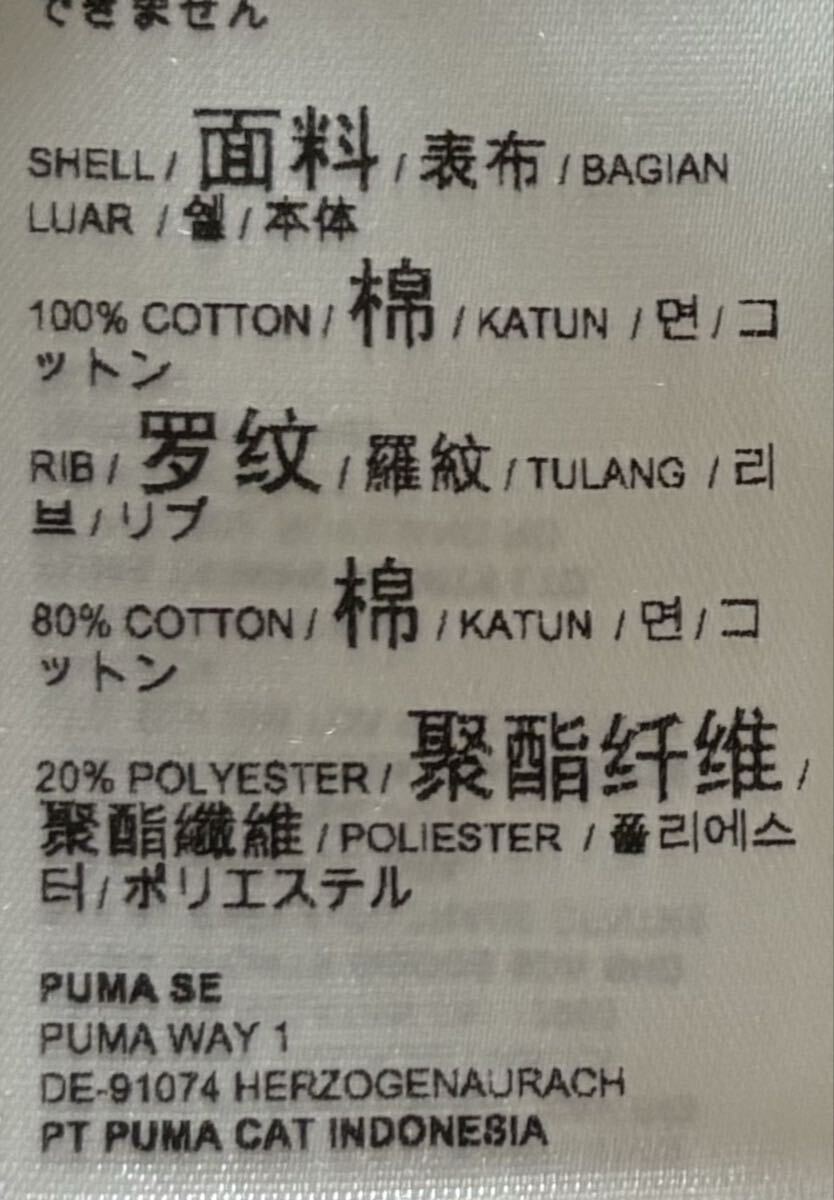 できません
SHELL / 面料 / 表布 / BAGIAN
LUAR / 쉘 / 本体
100% COTTON / 棉 / KATUN / 면 / コ
ットン
RIB / 罗纹 / 羅紋 / TULANG / 리
브 / リブ
80% COTTON / 棉 / KATUN / 면 / コ
ットン
20% POLYESTER / 聚酯纤维 /
聚酯纖維 / POLIESTER / 폴리에스
터 / ポリエステル
PUMA SE
PUMA WAY 1
DE-91074 HERZOGENAURACH
PT PUMA CAT INDONESIA